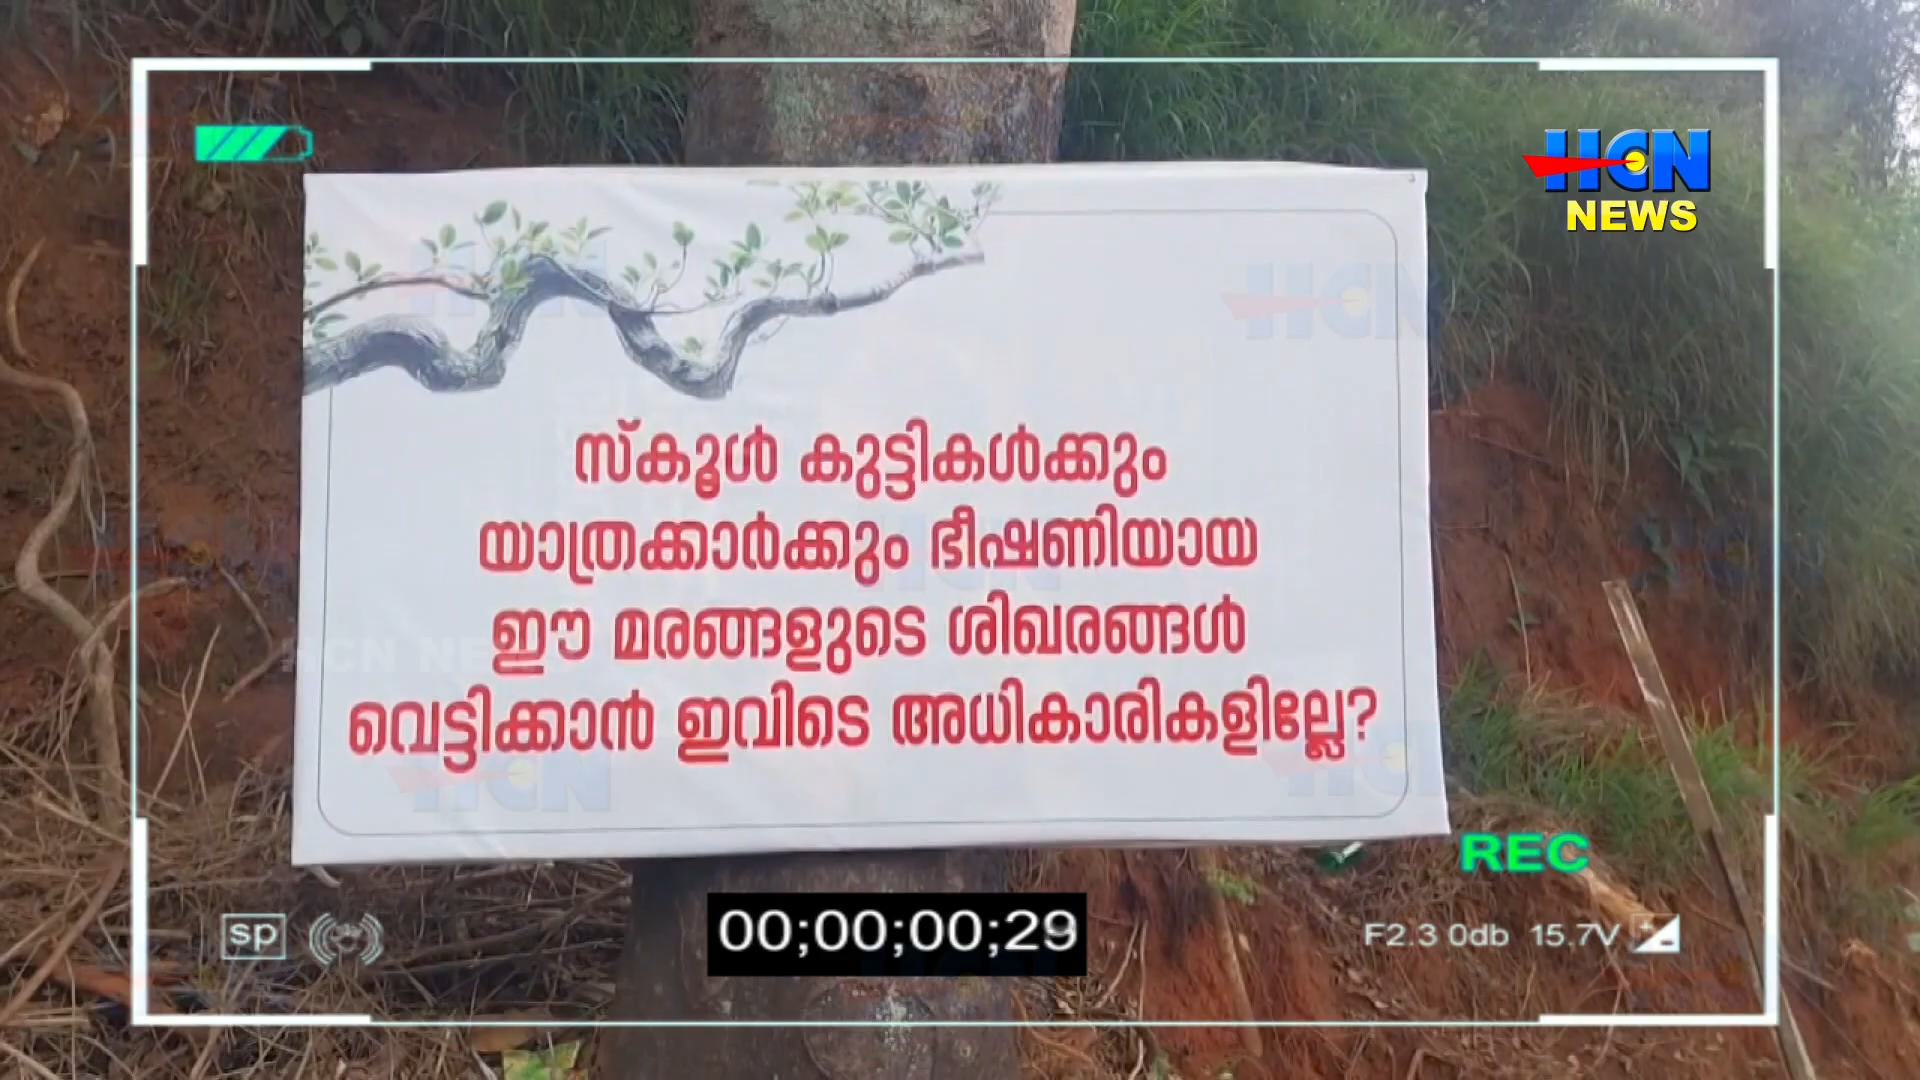 HCN
NEWS
സ്കൂൾ കുട്ടികൾക്കും
യാത്രക്കാർക്കും ഭീഷണിയായ
ഈ മരങ്ങളുടെ ശിഖരങ്ങൾ
വെട്ടിക്കാൻ ഇവിടെ അധികാരികളില്ലേ?
REC
sp
00;00;00;29
F2.3 0db 15.7V